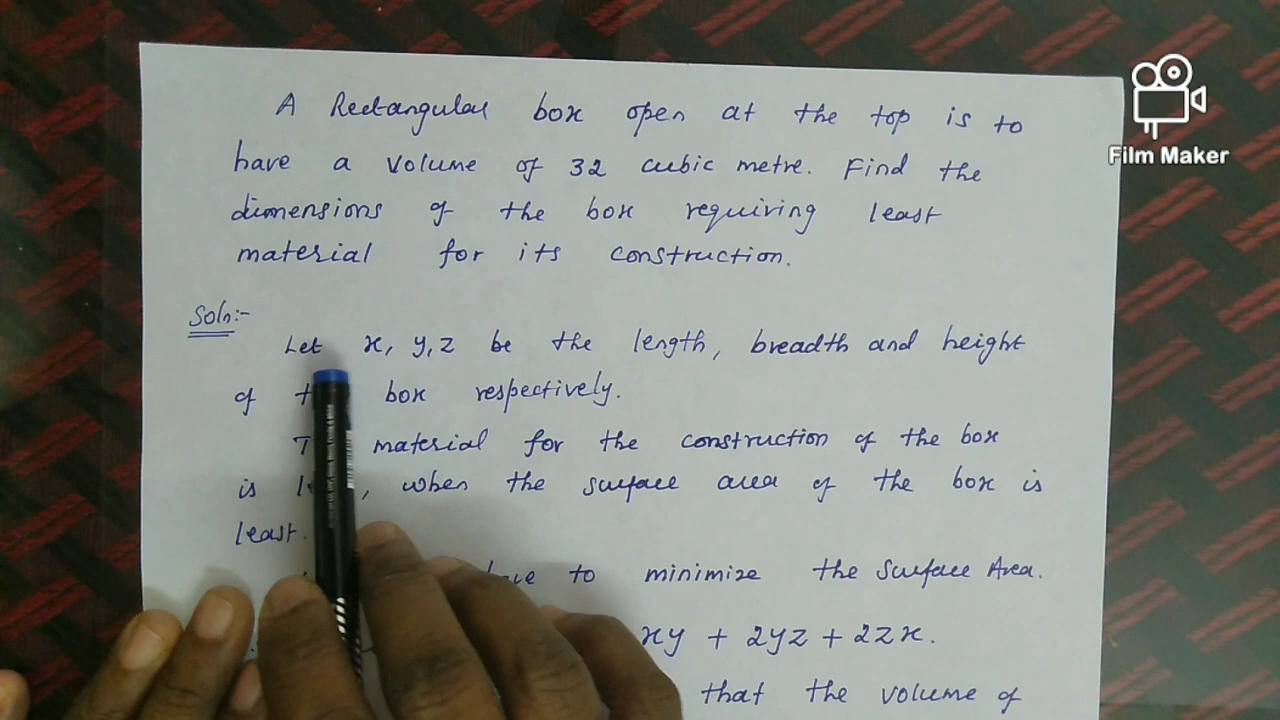 A Rectangular box open at the top is to
have a volume of 32 cubic metre. Find the
dimensions of the box requiring least
material for its construction.
Soln:-
Let x, y, z be the length, breadth and height
of box respectively.
material for the construction of the box
is , when the surface area of the box is
least.
to minimize the Surface Area.
xy + 2yz + 2zx.
that the volume of
Film Maker